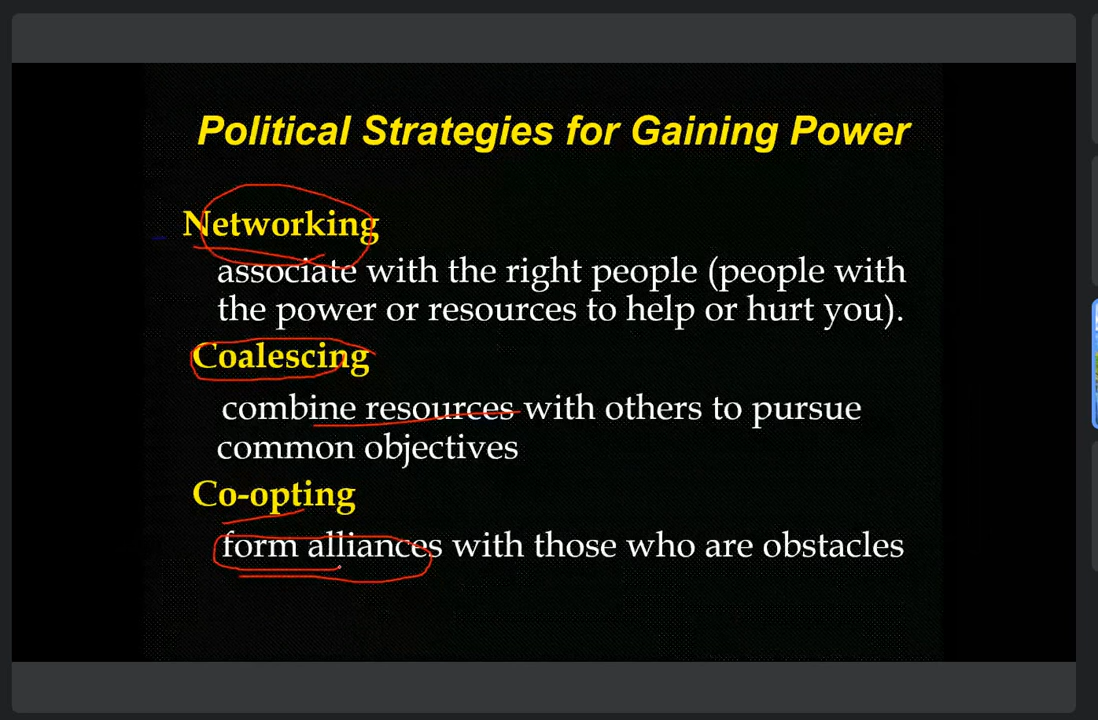 Political Strategies for Gaining Power
Networking
associate with the right people (people with
the power or resources to help or hurt you).
Coalescing
combine resources with others to pursue
common objectives
Co-opting
form alliances with those who are obstacles